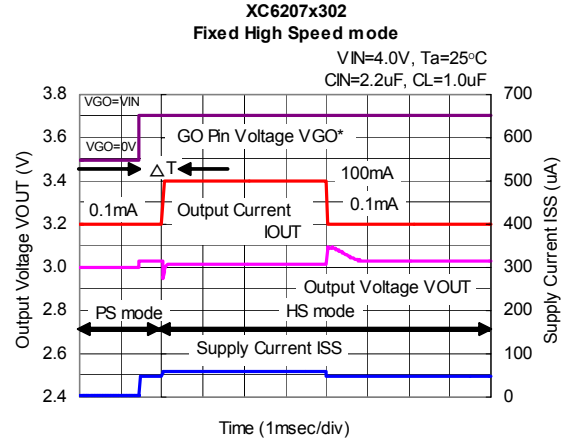 XC6207x302
Fixed High Speed mode
VIN=4.0V, Ta=25°C
CIN=2.2uF, CL=1.0uF
3.8
3.6
3.4
3.2
3.0
2.8
2.6
2.4
Output Voltage VOUT (V)
700
600
500
400
300
200
100
0
Supply Current ISS (uA)
VGO=VIN
VGO=0V
GO Pin Voltage VGO*
△T
100mA
0.1mA
Output Current
IOUT
0.1mA
Output Voltage VOUT
PS mode
HS mode
Supply Current ISS
Time (1msec/div)